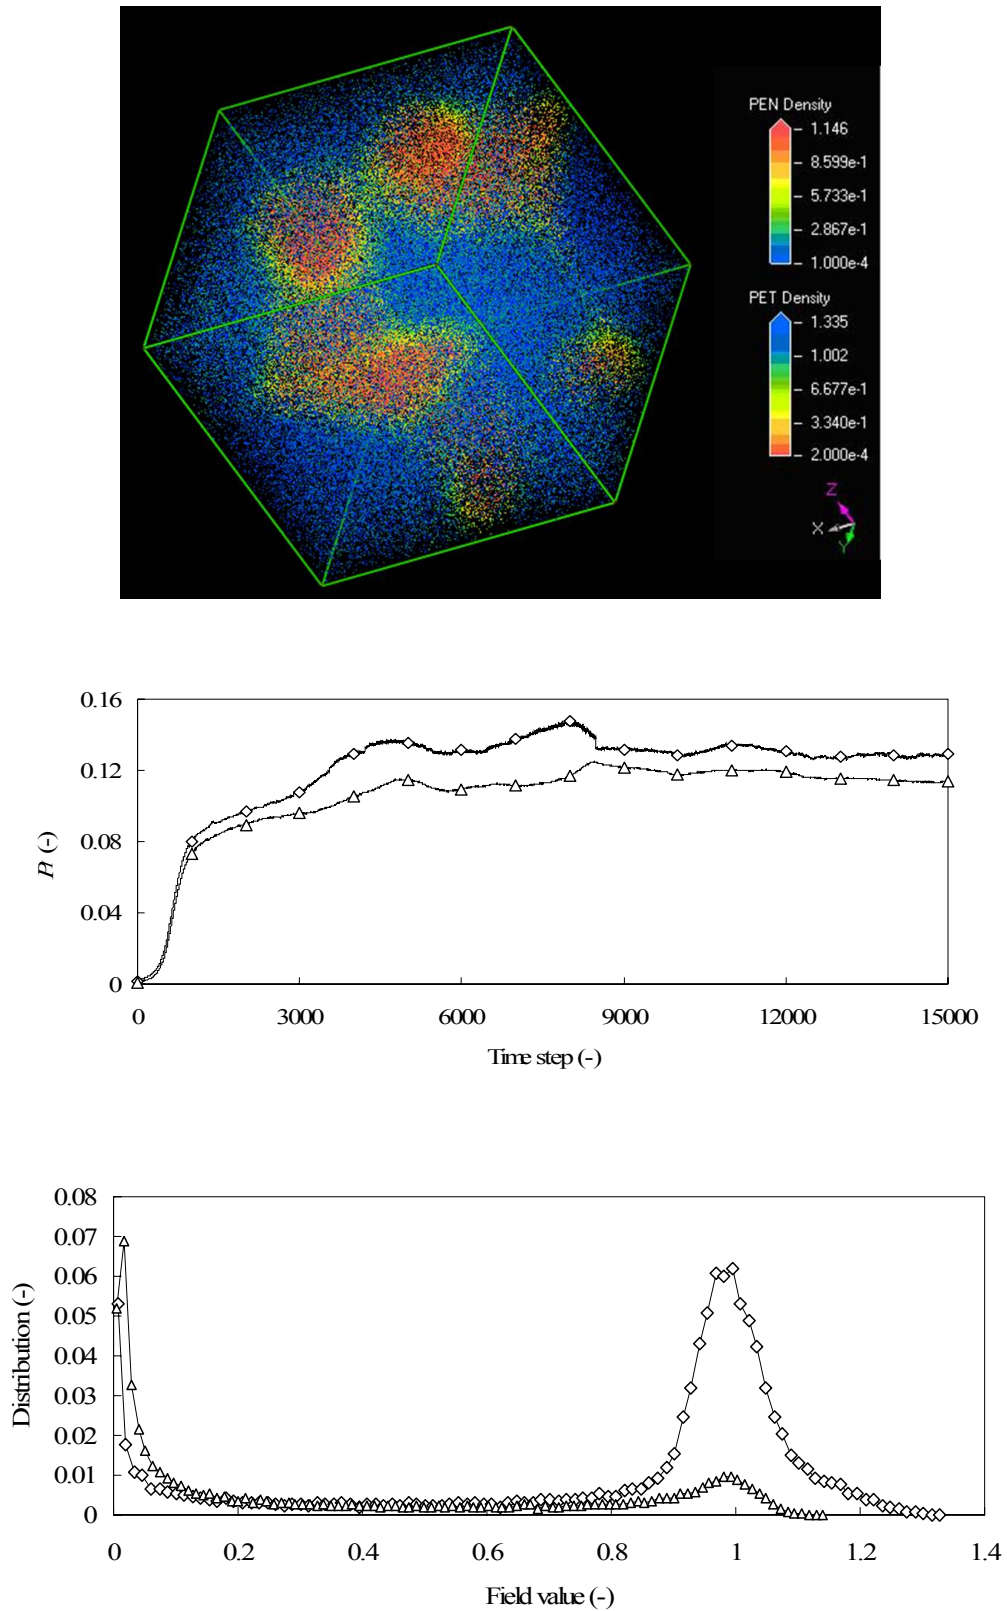 PEN Density
1.146
8.599e-1
5.733e-1
2.867e-1
1.000e-4
PET Density
1.335
1.002
6.677e-1
3.340e-1
2.000e-4
Z
X
Y
0.16
0.12
0.08
0.04
0
P (-)
0 3000 6000 9000 12000 15000
Time step (-)
0.08
0.07
0.06
0.05
0.04
0.03
0.02
0.01
0
Distribution (-)
0 0.2 0.4 0.6 0.8 1 1.2 1.4
Field value (-)